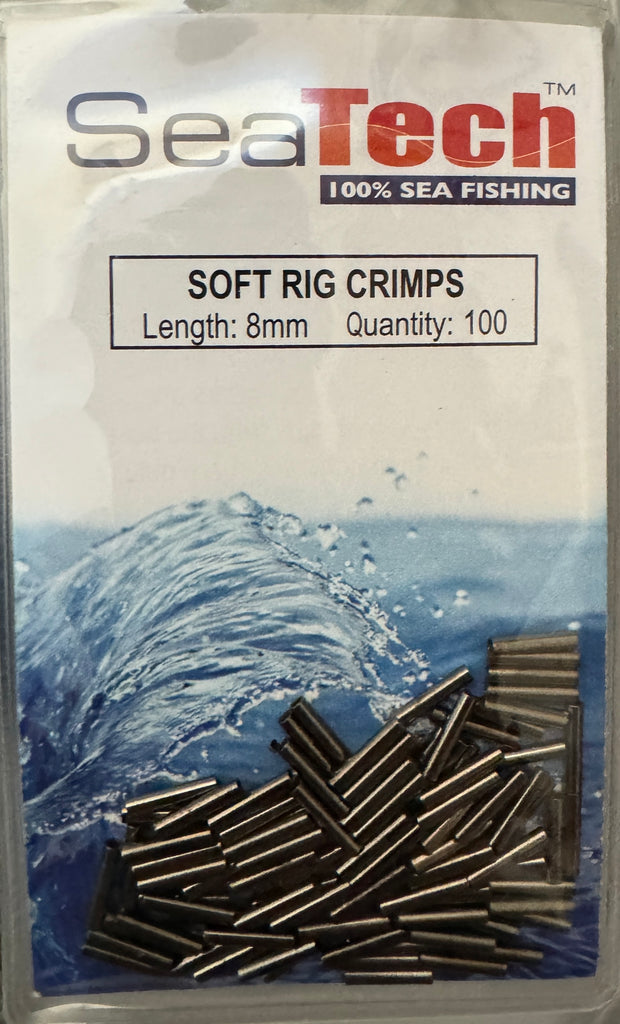 SeaTech™
100% SEA FISHING
SOFT RIG CRIMPS
Length: 8mm Quantity: 100